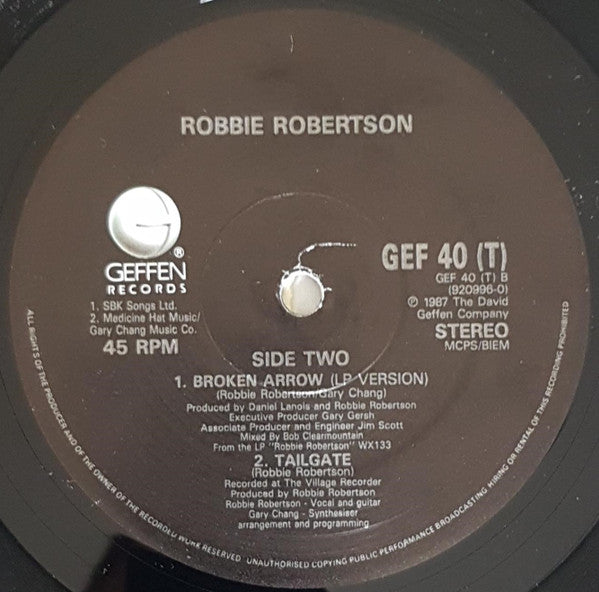 ROBBIE ROBERTSON
GEFFEN
RECORDS
®
1. SBK Songs Ltd.
2. Medicine Hat Music/
Gary Chang Music Co.
45 RPM
GEF 40 (T)
GEF 40 (T) B
(920996-0)
℗ 1987 The David
Geffen Company
STEREO
MCPS/BIEM
SIDE TWO
1. BROKEN ARROW (LP VERSION)
(Robbie Robertson/Gary Chang)
Produced by Daniel Lanois and Robbie Robertson
Executive Producer Gary Gersh
Associate Producer and Engineer Jim Scott
Mixed By Bob Clearmountain
From the LP "Robbie Robertson" WX133
2. TAILGATE
(Robbie Robertson)
Recorded at The Village Recorder
Produced by Robbie Robertson
Robbie Robertson - Vocal and guitar
Gary Chang - Synthesiser
arrangement and programming
ALL RIGHTS OF THE PRODUCER AND OF THE OWNER OF THE RECORDED WORK RESERVED UNAUTHORISED COPYING PUBLIC PERFORMANCE BROADCASTING HIRING OR RENTAL OF THIS RECORDING PROHIBITED